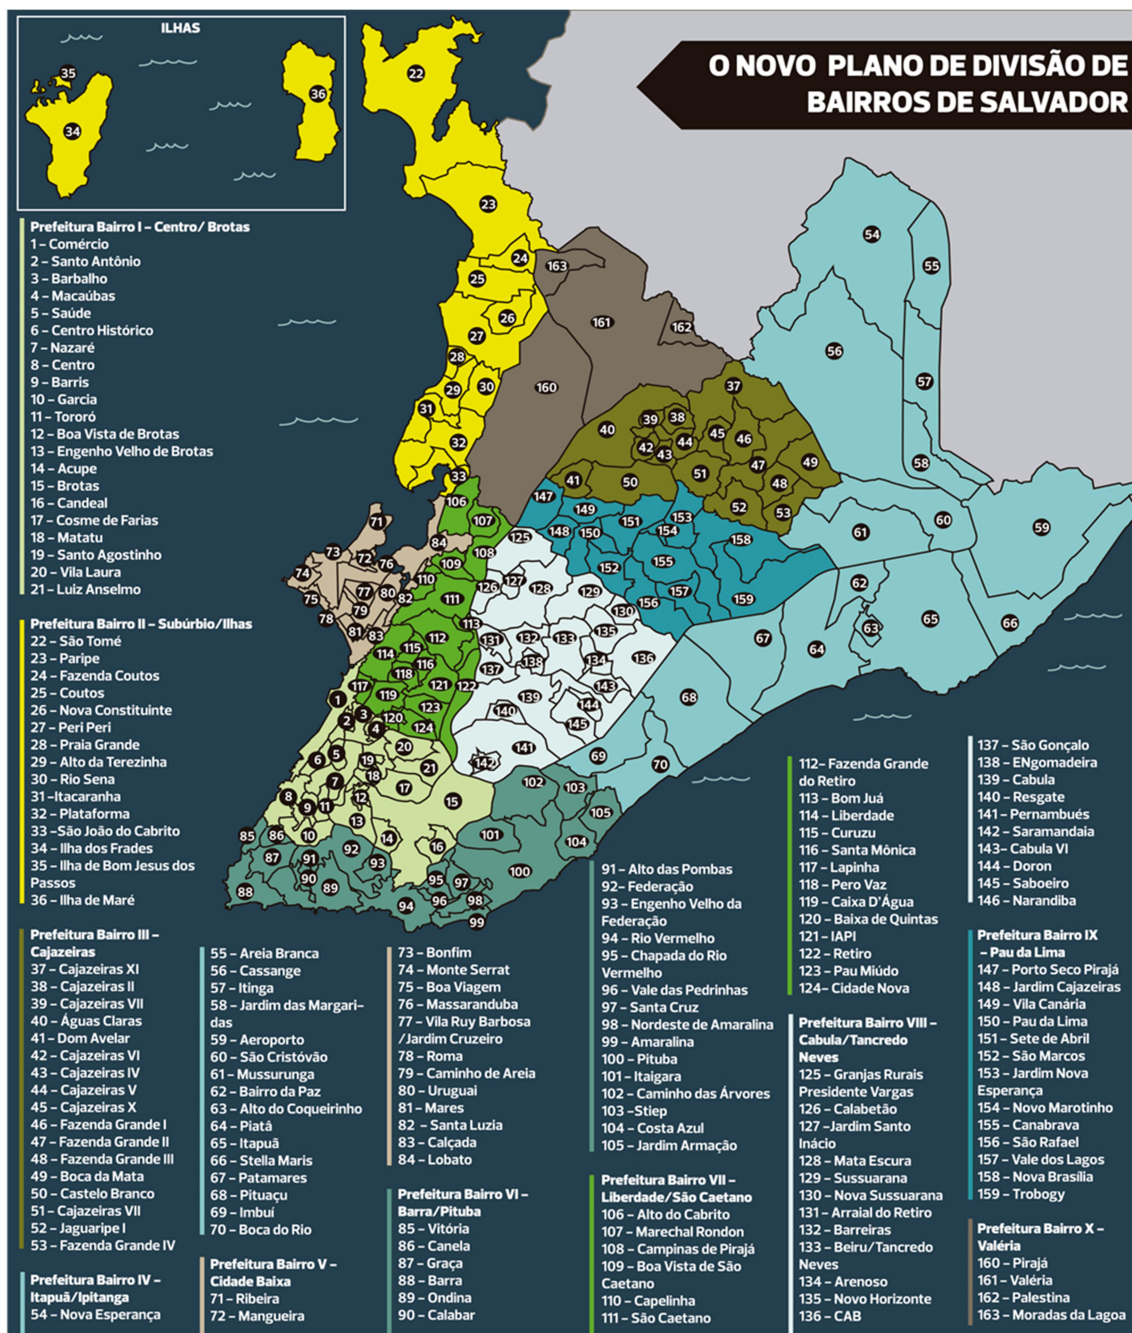 ILHAS
O NOVO PLANO DE DIVISÃO DE
BAIRROS DE SALVADOR
Prefeitura Bairro I – Centro/ Brotas
1 – Comércio
2 – Santo Antônio
3 – Barbalho
4 – Macaúbas
5 – Saúde
6 – Centro Histórico
7 – Nazaré
8 – Centro
9 – Barris
10 – Garcia
11 – Tororó
12 – Boa Vista de Brotas
13 – Engenho Velho de Brotas
14 – Acupe
15 – Brotas
16 – Candeal
17 – Cosme de Farias
18 – Matatu
19 – Santo Agostinho
20 – Vila Laura
21 – Luiz Anselmo
Prefeitura Bairro II – Subúrbio/Ilhas
22 – São Tomé
23 – Paripe
24 – Fazenda Coutos
25 – Coutos
26 – Nova Constituinte
27 – Peri Peri
28 – Praia Grande
29 – Alto da Terezinha
30 – Rio Sena
31 –Itacaranha
32 – Plataforma
33 –São João do Cabrito
34 – Ilha dos Frades
35 – Ilha de Bom Jesus dos
Passos
36 – Ilha de Maré
Prefeitura Bairro III –
Cajazeiras
37 – Cajazeiras XI
38 – Cajazeiras II
39 – Cajazeiras VII
40 – Águas Claras
41 – Dom Avelar
42 – Cajazeiras VI
43 – Cajazeiras IV
44 – Cajazeiras V
45 – Cajazeiras X
46 – Fazenda Grande I
47 – Fazenda Grande II
48 – Fazenda Grande III
49 – Boca da Mata
50 – Castelo Branco
51 – Cajazeiras VII
52 – Jaguaripe I
53 – Fazenda Grande IV
Prefeitura Bairro IV –
Itapuã/Ipitanga
54 – Nova Esperança
55 – Areia Branca
56 – Cassange
57 – Itinga
58 – Jardim das Margari-
das
59 – Aeroporto
60 – São Cristóvão
61 – Mussurunga
62 – Bairro da Paz
63 – Alto do Coqueirinho
64 – Piatâ
65 – Itapuã
66 – Stella Maris
67 – Patamares
68 – Pituaçu
69 – Imbuí
70 – Boca do Rio
Prefeitura Bairro V –
Cidade Baixa
71 – Ribeira
72 – Mangueira
73 – Bonfim
74 – Monte Serrat
75 – Boa Viagem
76 – Massaranduba
77 – Vila Ruy Barbosa
/Jardim Cruzeiro
78 – Roma
79 – Caminho de Areia
80 – Uruguai
81 – Mares
82 – Santa Luzia
83 – Calçada
84 – Lobato
Prefeitura Bairro VI –
Barra/Pituba
85 – Vitória
86 – Canela
87 – Graça
88 – Barra
89 – Ondina
90 – Calabar
91 – Alto das Pombas
92– Federação
93 – Engenho Velho da
Federação
94 – Rio Vermelho
95 – Chapada do Rio
Vermelho
96 – Vale das Pedrinhas
97 – Santa Cruz
98 – Nordeste de Amaralina
99 – Amaralina
100 – Pituba
101 – Itaigara
102 – Caminho das Árvores
103 –Stiep
104 – Costa Azul
105 – Jardim Armação
Prefeitura Bairro VII –
Liberdade/São Caetano
106 – Alto do Cabrito
107 – Marechal Rondon
108 – Campinas de Pirajá
109 – Boa Vista de São
Caetano
110 – Capelinha
111 – São Caetano
112– Fazenda Grande
do Retiro
113 – Bom Juá
114 – Liberdade
115 – Curuzu
116 – Santa Mônica
117 – Lapinha
118 – Pero Vaz
119 – Caixa D'Água
120 – Baixa de Quintas
121 – IAPI
122 – Retiro
123 – Pau Miúdo
124– Cidade Nova
Prefeitura Bairro VIII –
Cabula/Tancredo
Neves
125 – Granjas Rurais
Presidente Vargas
126 – Calabetão
127 –Jardim Santo
Inácio
128 – Mata Escura
129 – Sussuarana
130 – Nova Sussuarana
131 – Arraial do Retiro
132 – Barreiras
133 – Beiru/Tancredo
Neves
134 – Arenoso
135 – Novo Horizonte
136 – CAB
137 – São Gonçalo
138 – ENgomadeira
139 – Cabula
140 – Resgate
141 – Pernambués
142 – Saramandaia
143– Cabula VI
144 – Doron
145 – Saboeiro
146 – Narandiba
Prefeitura Bairro IX
– Pau da Lima
147 – Porto Seco Pirajá
148 – Jardim Cajazeiras
149 – Vila Canária
150 – Pau da Lima
151 – Sete de Abril
152 – São Marcos
153 – Jardim Nova
Esperança
154 – Novo Marotinho
155 – Canabrava
156 – São Rafael
157 – Vale dos Lagos
158 – Nova Brasília
159 – Trobogy
Prefeitura Bairro X –
Valéria
160 – Pirajá
161 – Valéria
162 – Palestina
163 – Moradas da Lagoa